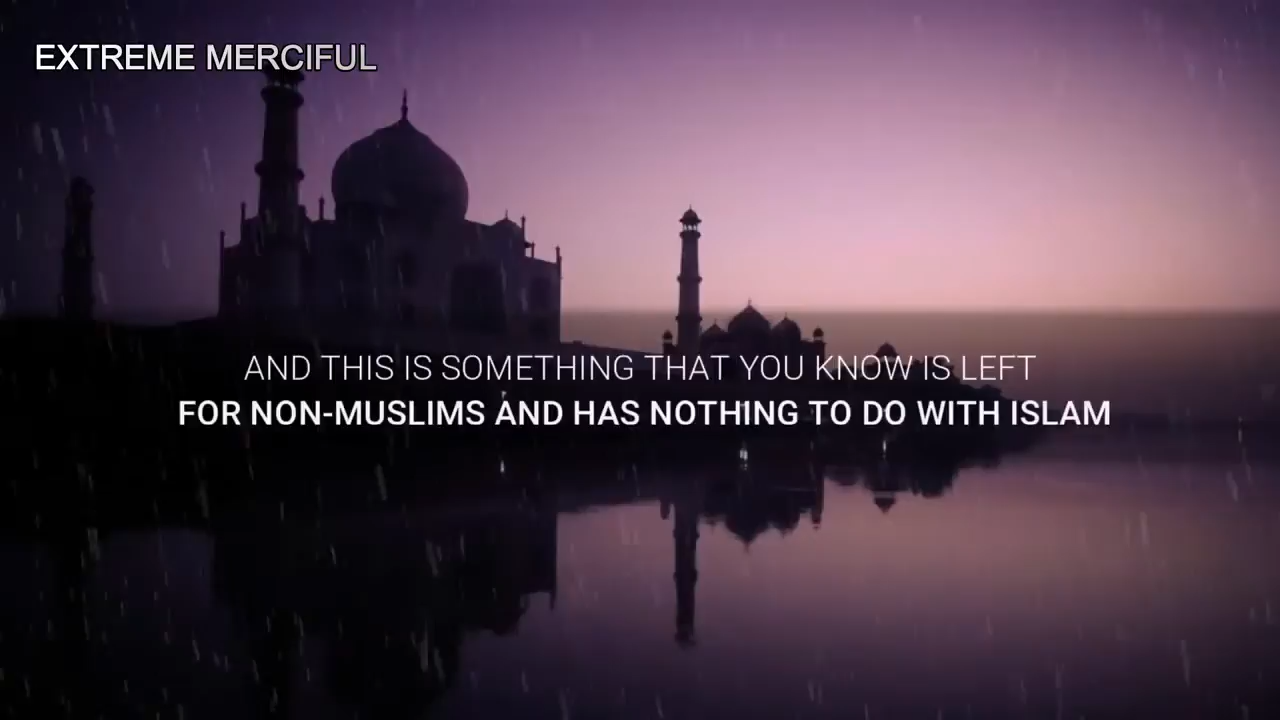 EXTREME MERCIFUL
AND THIS IS SOMETHING THAT YOU KNOW IS LEFT
FOR NON-MUSLIMS AND HAS NOTHING TO DO WITH ISLAM